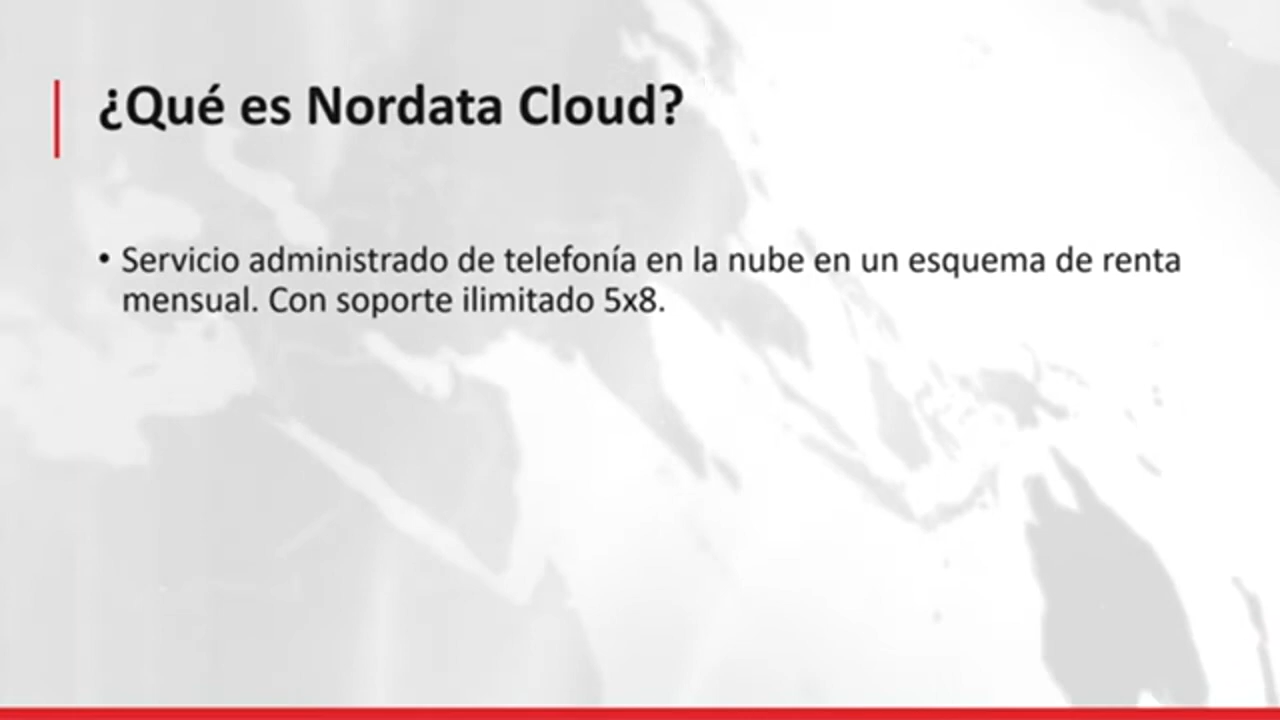 ¿Qué es Nordata Cloud?
• Servicio administrado de telefonía en la nube en un esquema de renta
mensual. Con soporte ilimitado 5x8.